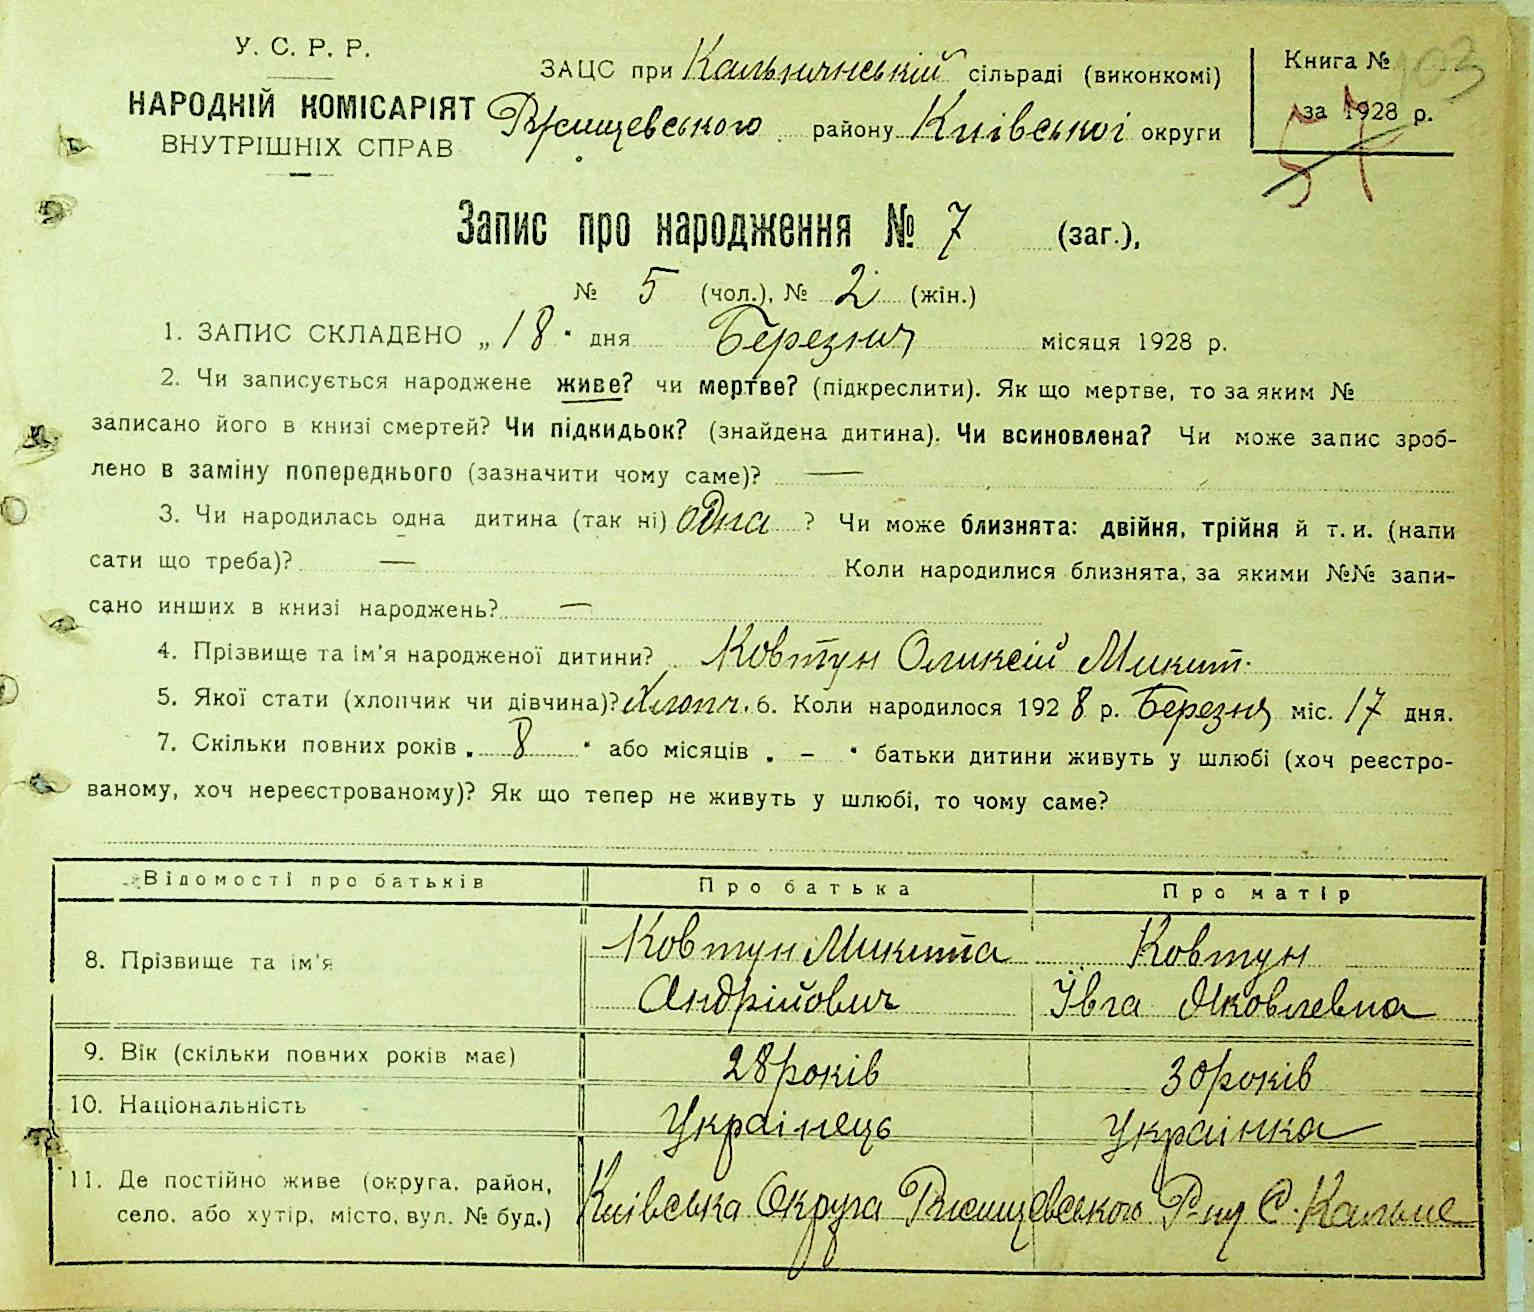 У. С. Р. Р.
НАРОДНІЙ КОМІСАРІЯТ
ВНУТРІШНІХ СПРАВ
ЗАЦС при Кальнинській сільраді (виконкомі)
Ржищевського району Київської округи
Книга № 103
за 1928 р.
57
Запис про народження № 7 (заг.),
№ 5 (чол.), № 2 (жін.)
1. ЗАПИС СКЛАДЕНО „18" дня Березня місяця 1928 р.
2. Чи записується народжене живе? чи мертве? (підкреслити). Як що мертве, то за яким №
записано його в книзі смертей? Чи підкидьок? (знайдена дитина). Чи всиновлена? Чи може запис зроб-
лено в заміну попереднього (зазначити чому саме)? —
3. Чи народилась одна дитина (так ні) одна ? Чи може близнята: двійня, трійня й т. и. (напи
сати що треба)? — Коли народилися близнята, за якими №№ запи-
сано инших в книзі народжень? —
4. Прізвище та ім'я народженої дитини? Ковтун Оликсій Микит.
5. Якої стати (хлопчик чи дівчина)? Хлопч. 6. Коли народилося 1928 р. Березня міс. 17 дня.
7. Скільки повних років „ 8 " або місяців „ - " батьки дитини живуть у шлюбі (хоч реєстро-
ваному, хоч нереєстрованому)? Як що тепер не живуть у шлюбі, то чому саме?
Відомості про батьків Про батька Про матір
8. Прізвище та ім'я Ковтун Микита Андрійович Ковтун Ївга Яковлевна
9. Вік (скільки повних років має) 28 років 30 років
10. Національність Українець Українка
11. Де постійно живе (округа, район,
село, або хутір, місто, вул. № буд.) Київська Округа Ржищевського Р-ну С. Кальне